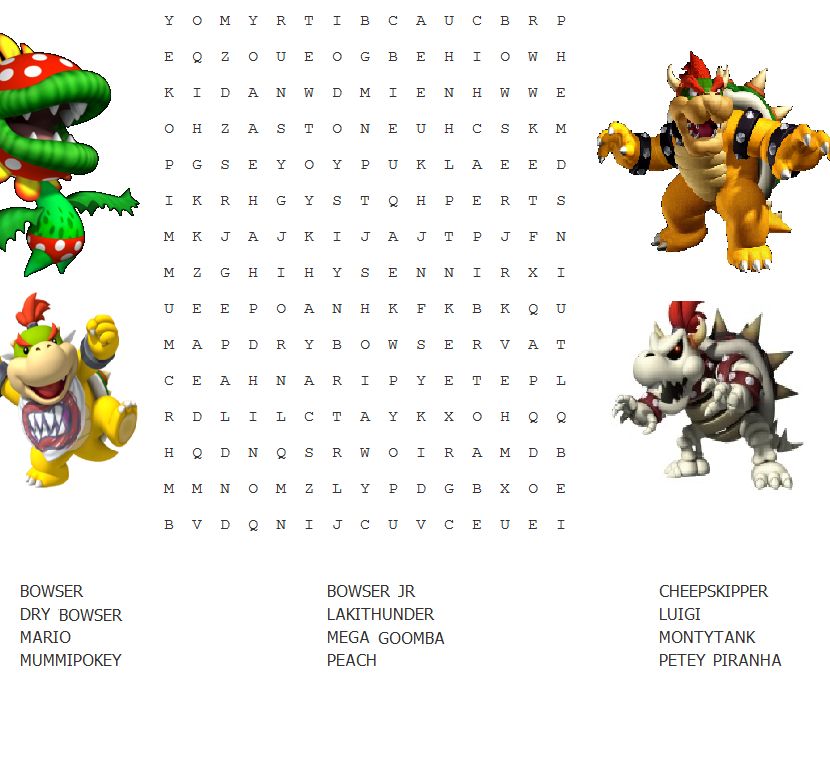 Y O M Y R T I B C A U C B R P
E Q Z O U E O G B E H I O W H
K I D A N W D M I E N H W W E
O H Z A S T O N E U H C S K M
P G S E Y O Y P U K L A E E D
I K R H G Y S T Q H P E R T S
M K J A J K I J A J T P J F N
M Z G H I H Y S E N N I R X I
U E E P O A N H K F K B K Q U
M A P D R Y B O W S E R V A T
C E A H N A R I P Y E T E P L
R D L I L C T A Y K X O H Q Q
H Q D N Q S R W O I R A M D B
M M N O M Z L Y P D G B X O E
B V D Q N I J C U V C E U E I
BOWSER BOWSER JR CHEEPSKIPPER
DRY BOWSER LAKITHUNDER LUIGI
MARIO MEGA GOOMBA MONTYTANK
MUMMIPOKEY PEACH PETEY PIRANHA